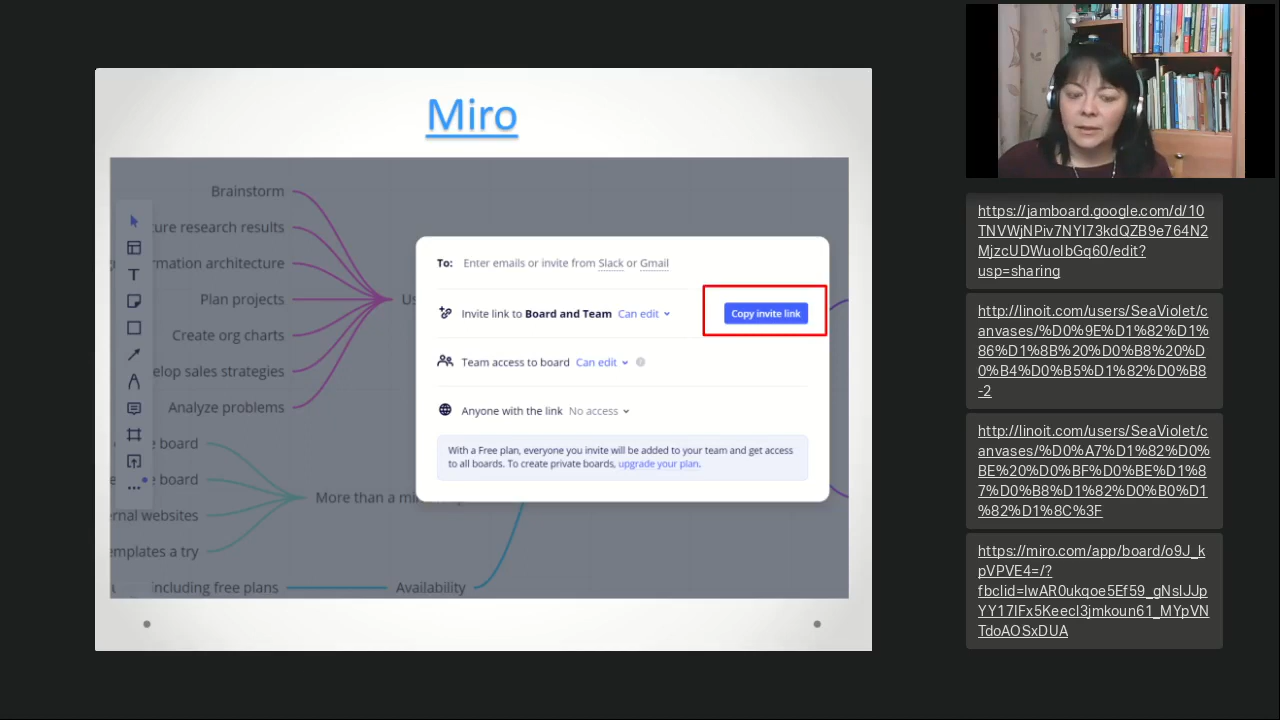 Miro
Brainstorm
ure research results
rmation architecture
Plan projects
Us
Create org charts
elop sales strategies
Analyze problems
e board
e board
More than a mi
rnal websites
emplates a try
including free plans
Availability
To: Enter emails or invite from Slack or Gmail
Invite link to Board and Team Can edit
Copy invite link
Team access to board Can edit
Anyone with the link No access
With a Free plan, everyone you invite will be added to your team and get access
to all boards. To create private boards, upgrade your plan.
https://jamboard.google.com/d/10
TNVWjNPiv7NYI73kdQZB9e764N2
MjzcUDWuoIbGq60/edit?
usp=sharing
http://linoit.com/users/SeaViolet/c
anvases/%D0%9E%D1%82%D1%
86%D1%8B%20%D0%B8%20%D
0%B4%D0%B5%D1%82%D0%B8
-2
http://linoit.com/users/SeaViolet/c
anvases/%D0%A7%D1%82%D0%
BE%20%D0%BF%D0%BE%D1%8
7%D0%B8%D1%82%D0%B0%D1
%82%D1%8C%3F
https://miro.com/app/board/o9J_k
pVPVE4=/?
fbclid=IwAR0ukqoe5Ef59_gNslJJp
YY17lFx5Keecl3jmkoun61_MYpVN
TdoAOSxDUA